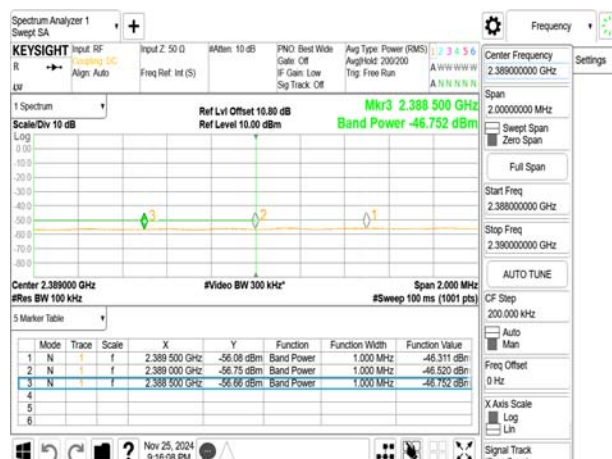 Spectrum Analyzer 1
Swept SA
+
Frequency
KEYSIGHT
R
Input: RF
Coupling: DC
Align: Auto
Input Z: 50 Ω
Freq Ref: Int (S)
#Atten: 10 dB
PNO: Best Wide
Gate: Off
IF Gain: Low
Sig Track: Off
Avg Type: Power (RMS)
Avg|Hold: 200/200
Trig: Free Run
1 2 3 4 5 6
A W W W W W
A N N N N N
LXI
1 Spectrum
Scale/Div 10 dB
Ref Lvl Offset 10.80 dB
Ref Level 10.00 dBm
Mkr3 2.388 500 GHz
Band Power -46.752 dBm
Log
0.00
-10.0
-20.0
-30.0
-40.0
-50.0
-60.0
-70.0
-80.0
3
2
1
Center 2.389000 GHz
#Res BW 100 kHz
#Video BW 300 kHz*
Span 2.000 MHz
#Sweep 100 ms (1001 pts)
5 Marker Table
Mode Trace Scale X Y Function Function Width Function Value
1 N 1 f 2.389 500 GHz -56.08 dBm Band Power 1.000 MHz -46.311 dBm
2 N 1 f 2.389 000 GHz -56.75 dBm Band Power 1.000 MHz -46.520 dBm
3 N 1 f 2.388 500 GHz -56.66 dBm Band Power 1.000 MHz -46.752 dBm
4
5
6
?
Nov 25, 2024
9:16:08 PM
Center Frequency
2.389000000 GHz
Settings
Span
2.00000000 MHz
Swept Span
Zero Span
Full Span
Start Freq
2.388000000 GHz
Stop Freq
2.390000000 GHz
AUTO TUNE
CF Step
200.000 kHz
Auto
Man
Freq Offset
0 Hz
X Axis Scale
Log
Lin
Signal Track